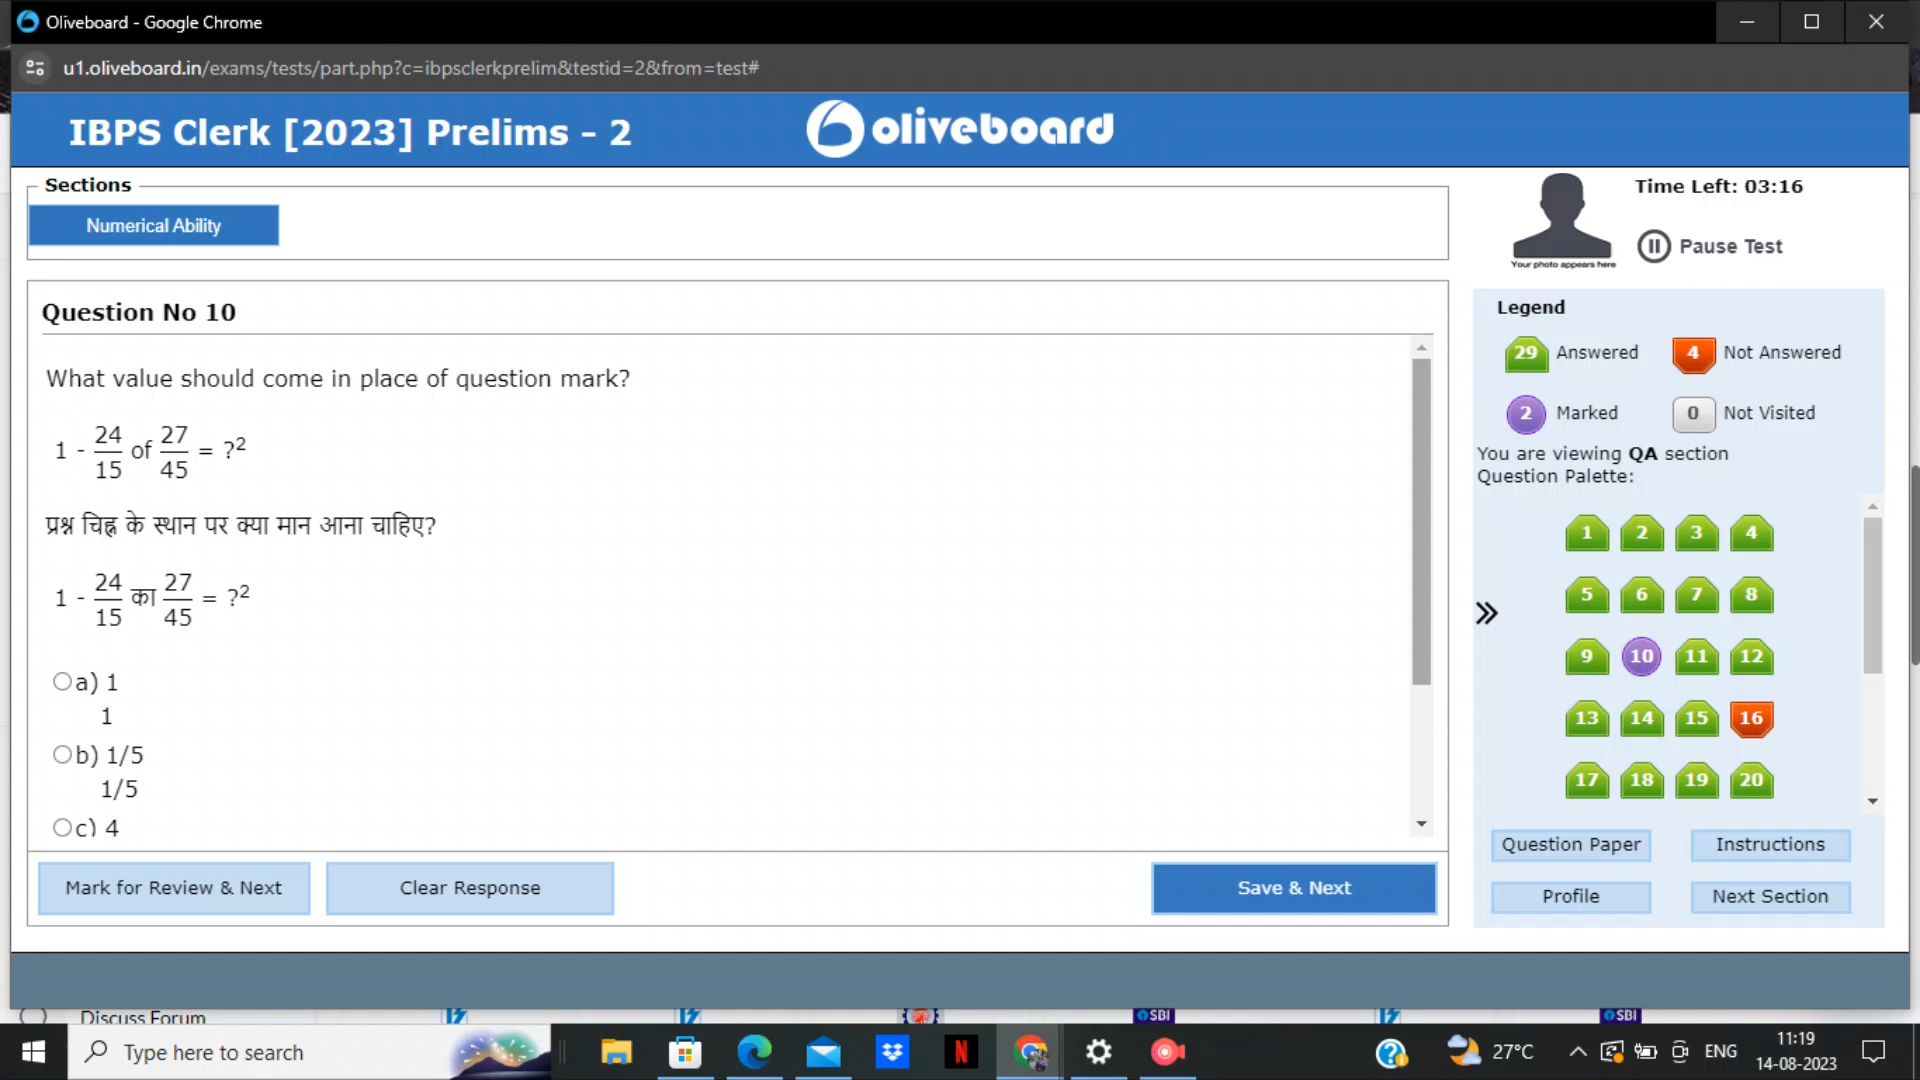 Oliveboard - Google Chrome
u1.oliveboard.in/exams/tests/part.php?c=ibpsclerkprelim&testid=2&from=test#
IBPS Clerk [2023] Prelims - 2
oliveboard
Sections
Numerical Ability
Your photo appears here
Time Left: 03:16
Pause Test
Question No 10
What value should come in place of question mark?
1 - 24/15 of 27/45 = ?²
प्रश्न चिह्न के स्थान पर क्या मान आना चाहिए?
1 - 24/15 का 27/45 = ?²
a) 1
1
b) 1/5
1/5
c) 4
Mark for Review & Next
Clear Response
Save & Next
Legend
29 Answered
4 Not Answered
2 Marked
0 Not Visited
You are viewing QA section
Question Palette:
1 2 3 4
5 6 7 8
9 10 11 12
13 14 15 16
17 18 19 20
Question Paper
Instructions
Profile
Next Section
Discuss Forum
SBI
SBI
Type here to search
27°C
ENG
11:19
14-08-2023